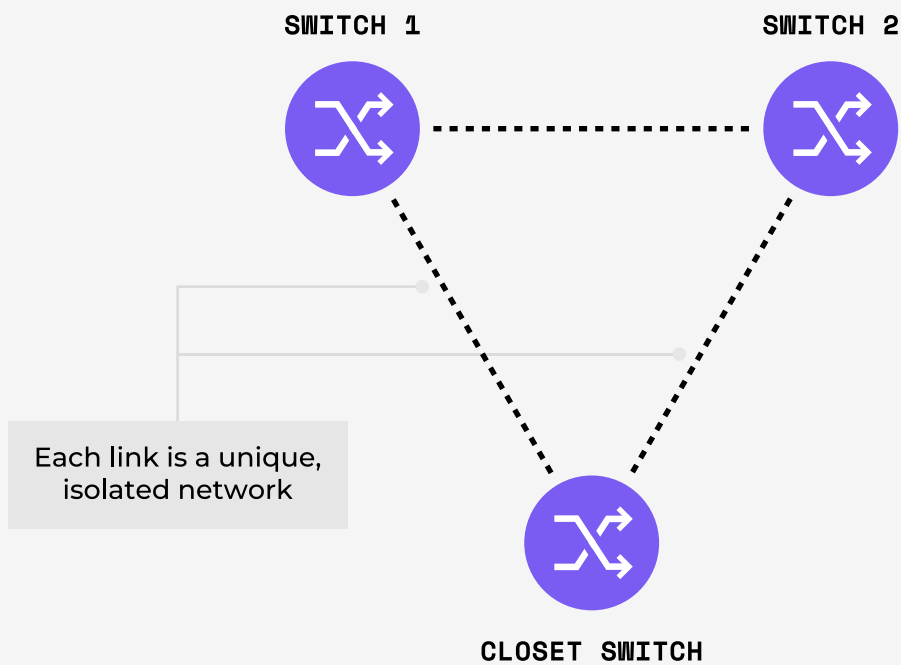 SWITCH 1
SWITCH 2
Each link is a unique,
isolated network
CLOSET SWITCH